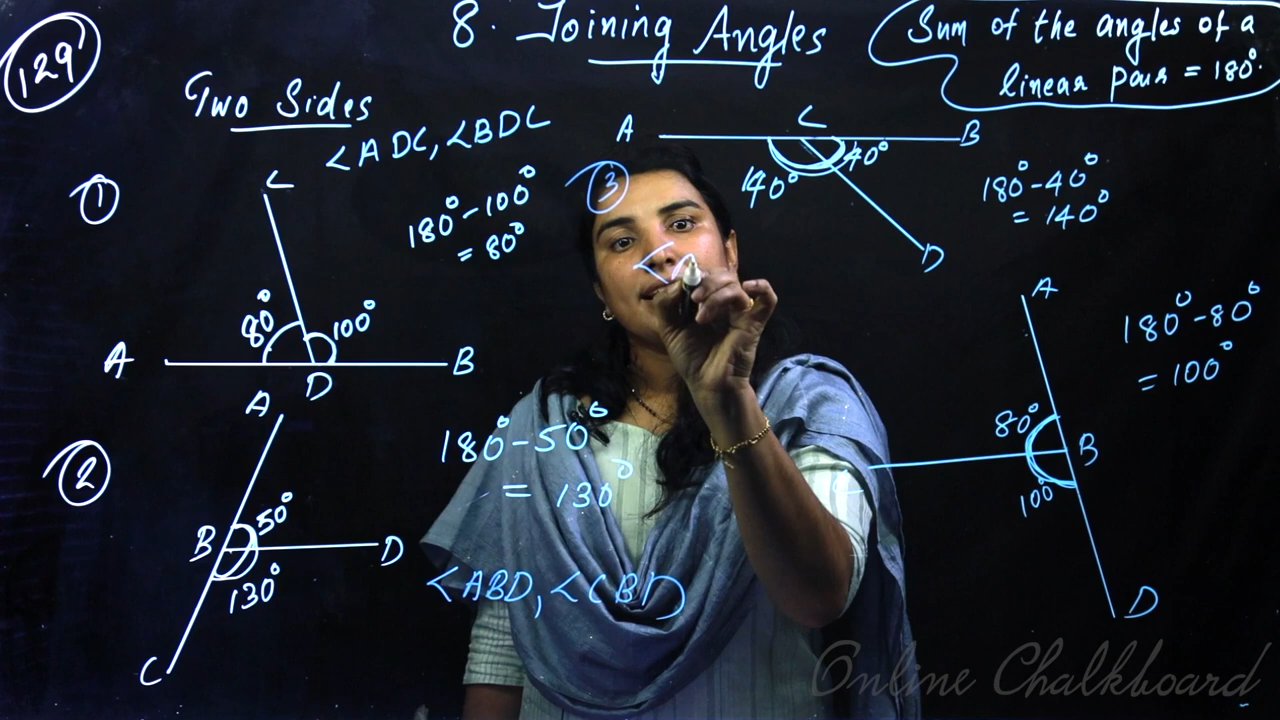 129
8. Joining Angles
Sum of the angles of a
linear pair = 180°.
Two Sides
<ADC, <BDC
1
C
80° 100°
A D B
180° - 100°
= 80°
2
A
B 50° D
130°
C
180° - 50°
= 130°
<ABD, <CBD
3
A C B
140° 40°
D
180° - 40°
= 140°
A
80° B
100°
D
180° - 80°
= 100°
Online Chalkboard